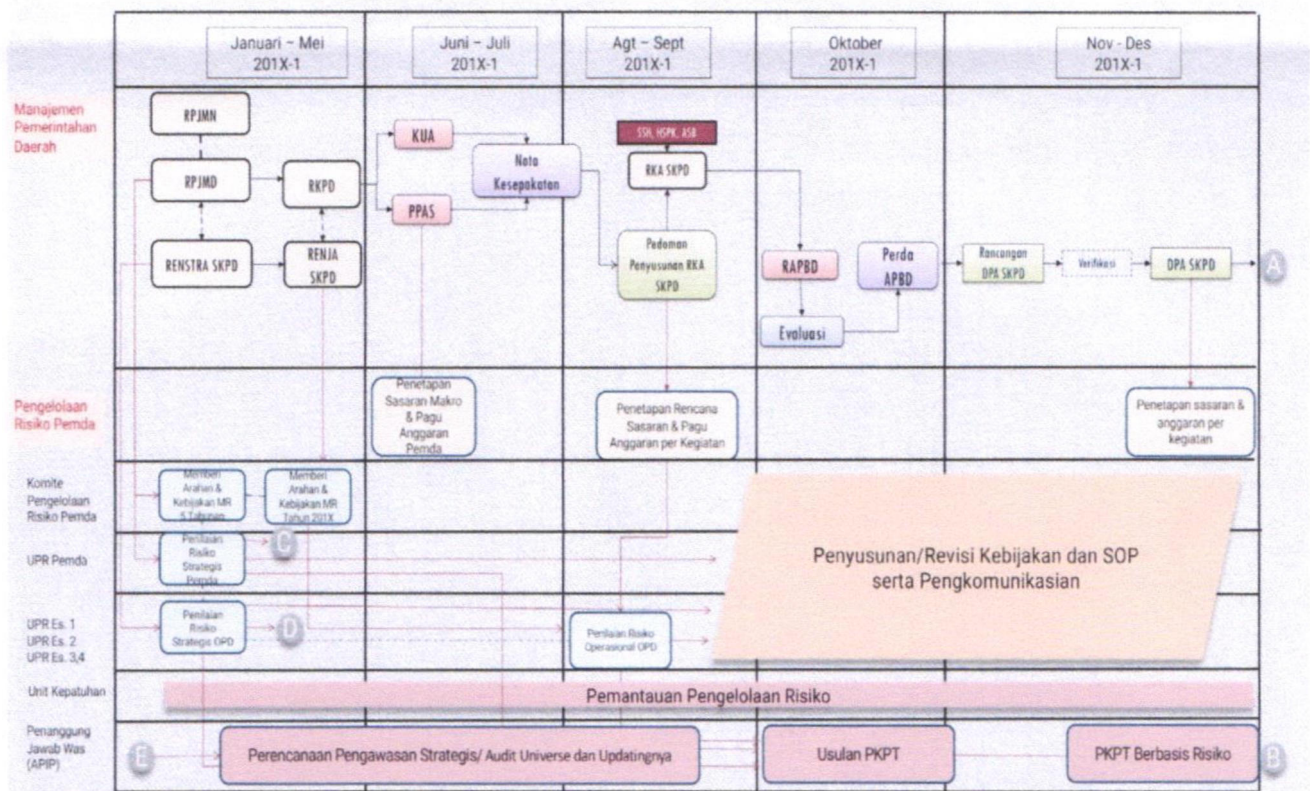 Januari – Mei
201X-1
Juni – Juli
201X-1
Agt – Sept
201X-1
Oktober
201X-1
Nov - Des
201X-1
Manajemen
Pemerintahan
Daerah
RPJMN
RPJMD
RKPD
RENSTRA SKPD
RENJA
SKPD
KUA
PPAS
Nota
Kesepakatan
SSH, HSPK, ASB
RKA SKPD
Pedoman
Penyusunan RKA
SKPD
RAPBD
Perda
APBD
Evaluasi
Rancangan
DPA SKPD
Verifikasi
DPA SKPD
A
Pengelolaan
Risiko Pemda
Penetapan
Sasaran Makro
& Pagu
Anggaran
Pemda
Penetapan Rencana
Sasaran & Pagu
Anggaran per Kegiatan
Penetapan sasaran &
anggaran per
kegiatan
Komite
Pengelolaan
Risiko Pemda
Memberi
Arahan &
Kebijakan MR
5 Tahunan
Memberi
Arahan &
Kebijakan MR
Tahun 201X
UPR Pemda
Penilaian
Risiko
Strategis
Pemda
C
Penyusunan/Revisi Kebijakan dan SOP
serta Pengkomunikasian
UPR Es. 1
UPR Es. 2
UPR Es. 3,4
Penilaian
Risiko
Strategis OPD
D
Penilaian Risiko
Operasional OPD
Unit Kepatuhan
Pemantauan Pengelolaan Risiko
Penanggung
Jawab Was
(APIP)
E
Perencanaan Pengawasan Strategis/ Audit Universe dan Updatingnya
Usulan PKPT
PKPT Berbasis Risiko
B